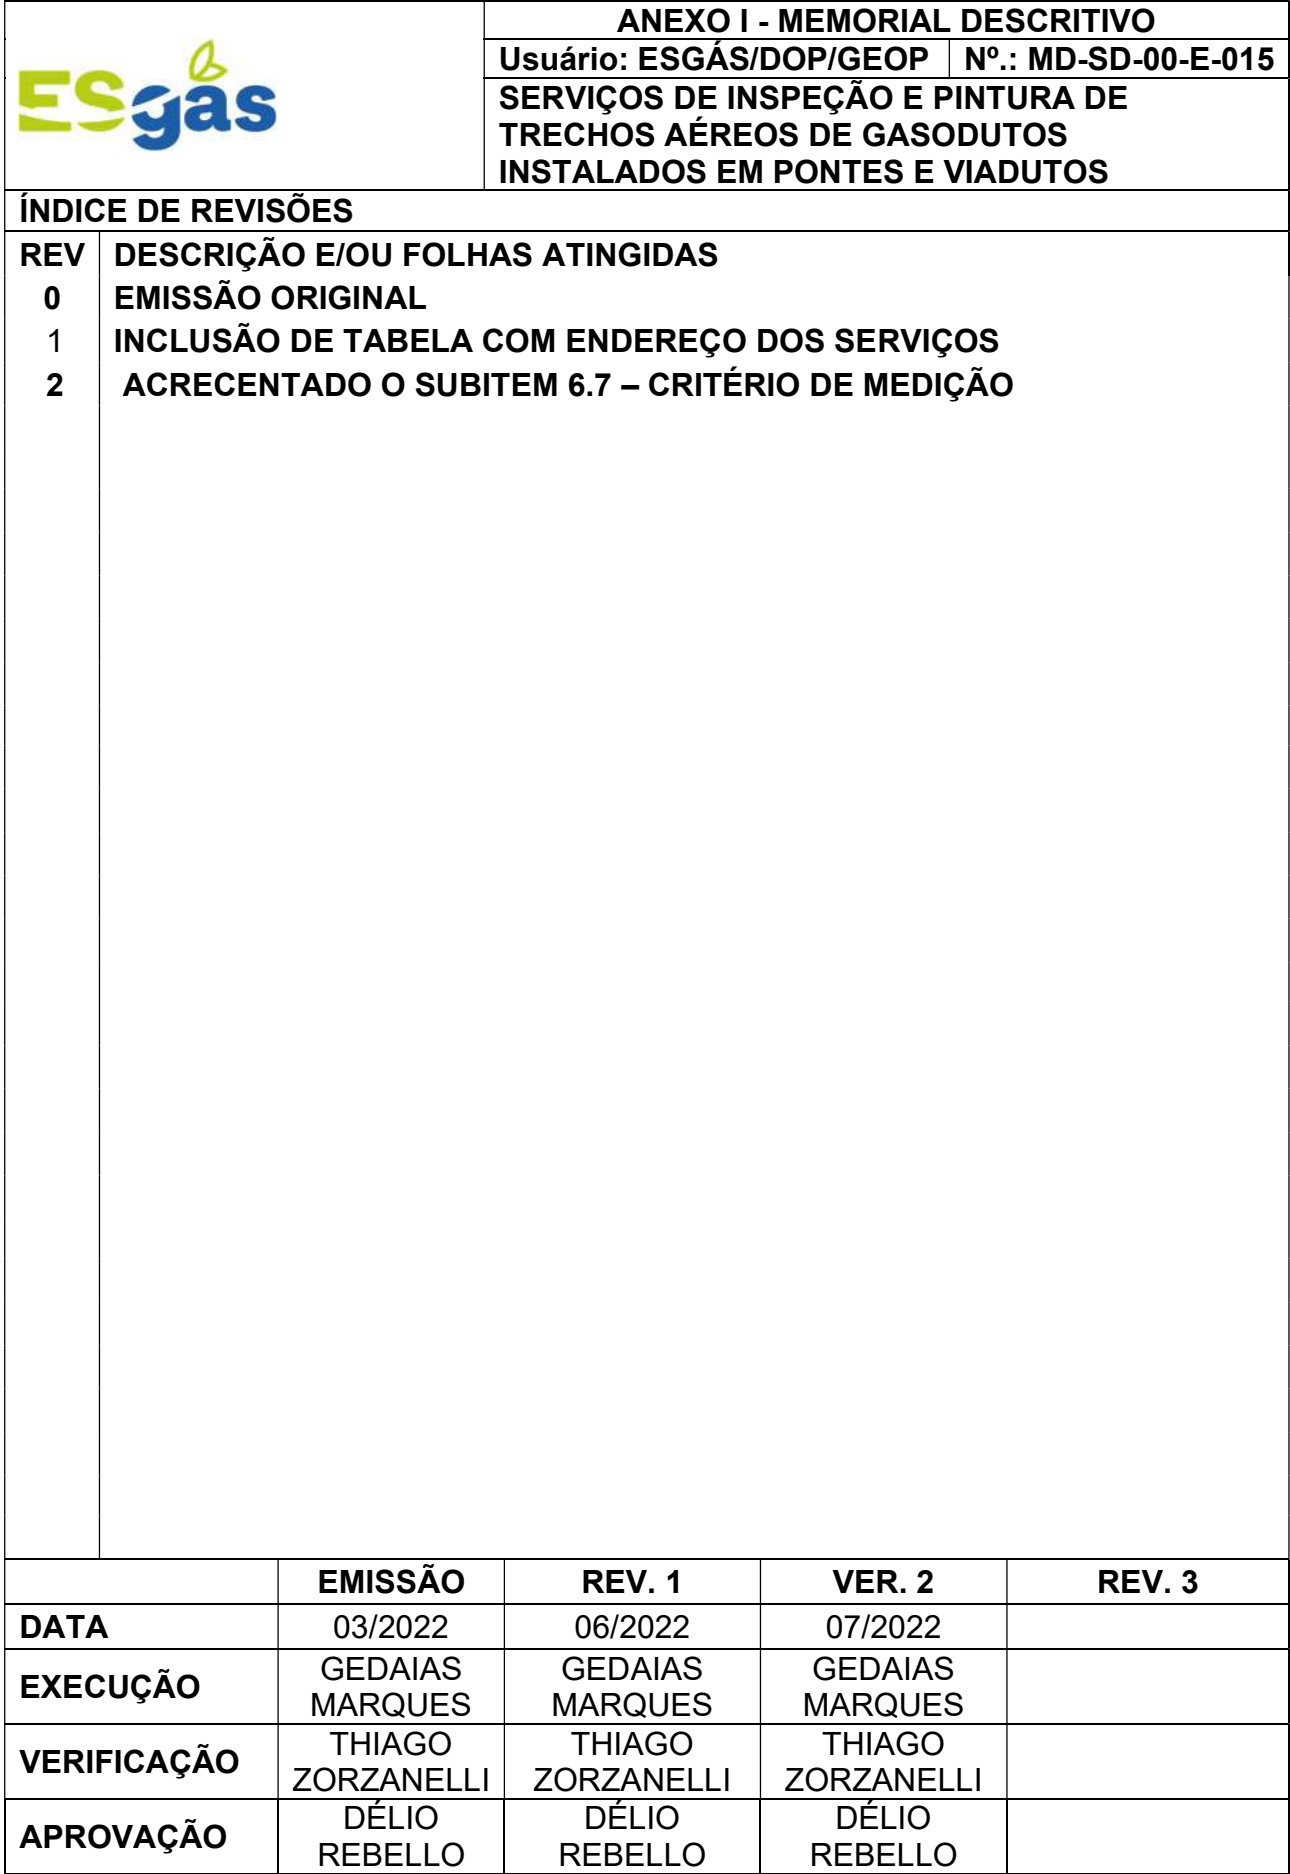 ESgás
ANEXO I - MEMORIAL DESCRITIVO
Usuário: ESGÁS/DOP/GEOP Nº.: MD-SD-00-E-015
SERVIÇOS DE INSPEÇÃO E PINTURA DE
TRECHOS AÉREOS DE GASODUTOS
INSTALADOS EM PONTES E VIADUTOS
ÍNDICE DE REVISÕES
REV DESCRIÇÃO E/OU FOLHAS ATINGIDAS
0 EMISSÃO ORIGINAL
1 INCLUSÃO DE TABELA COM ENDEREÇO DOS SERVIÇOS
2 ACRECENTADO O SUBITEM 6.7 – CRITÉRIO DE MEDIÇÃO
EMISSÃO REV. 1 VER. 2 REV. 3
DATA 03/2022 06/2022 07/2022
EXECUÇÃO GEDAIAS MARQUES GEDAIAS MARQUES GEDAIAS MARQUES
VERIFICAÇÃO THIAGO ZORZANELLI THIAGO ZORZANELLI THIAGO ZORZANELLI
APROVAÇÃO DÉLIO REBELLO DÉLIO REBELLO DÉLIO REBELLO